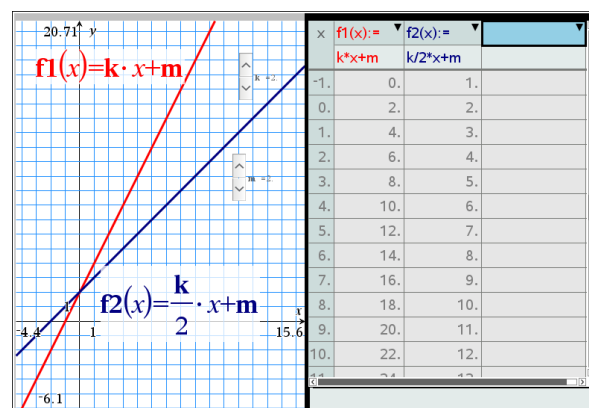 20.71 y
f1(x)=k· x+m
k =2.
m =2.
f2(x)=k/2· x+m
1
x
-4.4 1 15.6
-6.1
x f1(x):= ▼ f2(x):= ▼ ▼
k*x+m k/2*x+m
-1. 0. 1.
0. 2. 2.
1. 4. 3.
2. 6. 4.
3. 8. 5.
4. 10. 6.
5. 12. 7.
6. 14. 8.
7. 16. 9.
8. 18. 10.
9. 20. 11.
10. 22. 12.